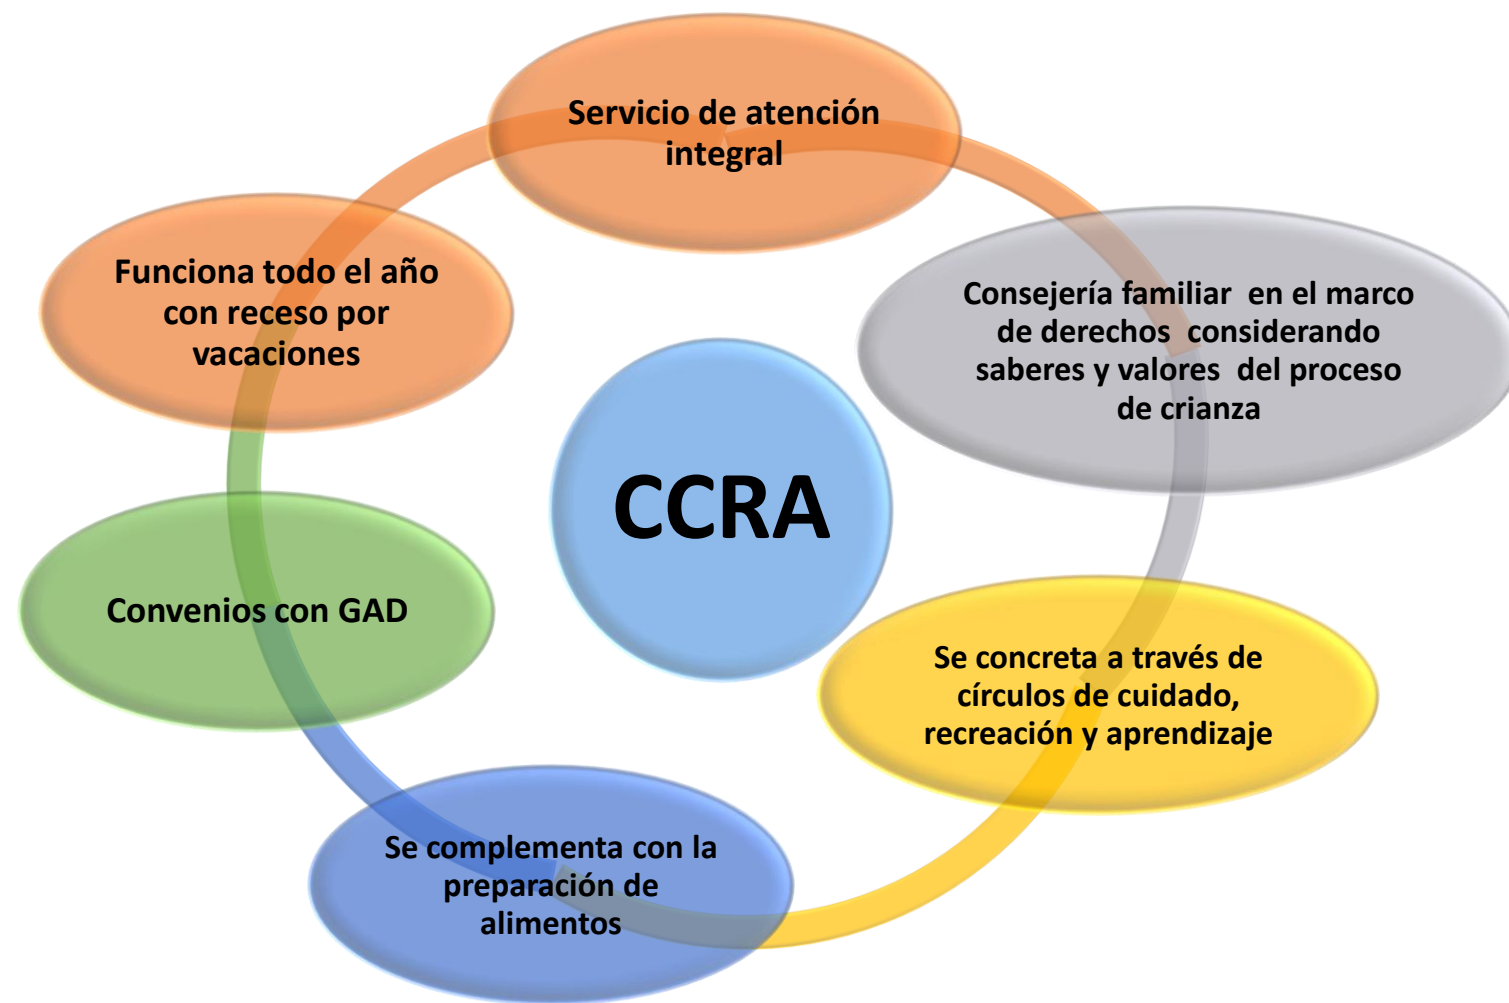 Servicio de atención
integral
Consejería familiar en el marco
de derechos considerando
saberes y valores del proceso
de crianza
Se concreta a través de
círculos de cuidado,
recreación y aprendizaje
Se complementa con la
preparación de
alimentos
Convenios con GAD
Funciona todo el año
con receso por
vacaciones
CCRA